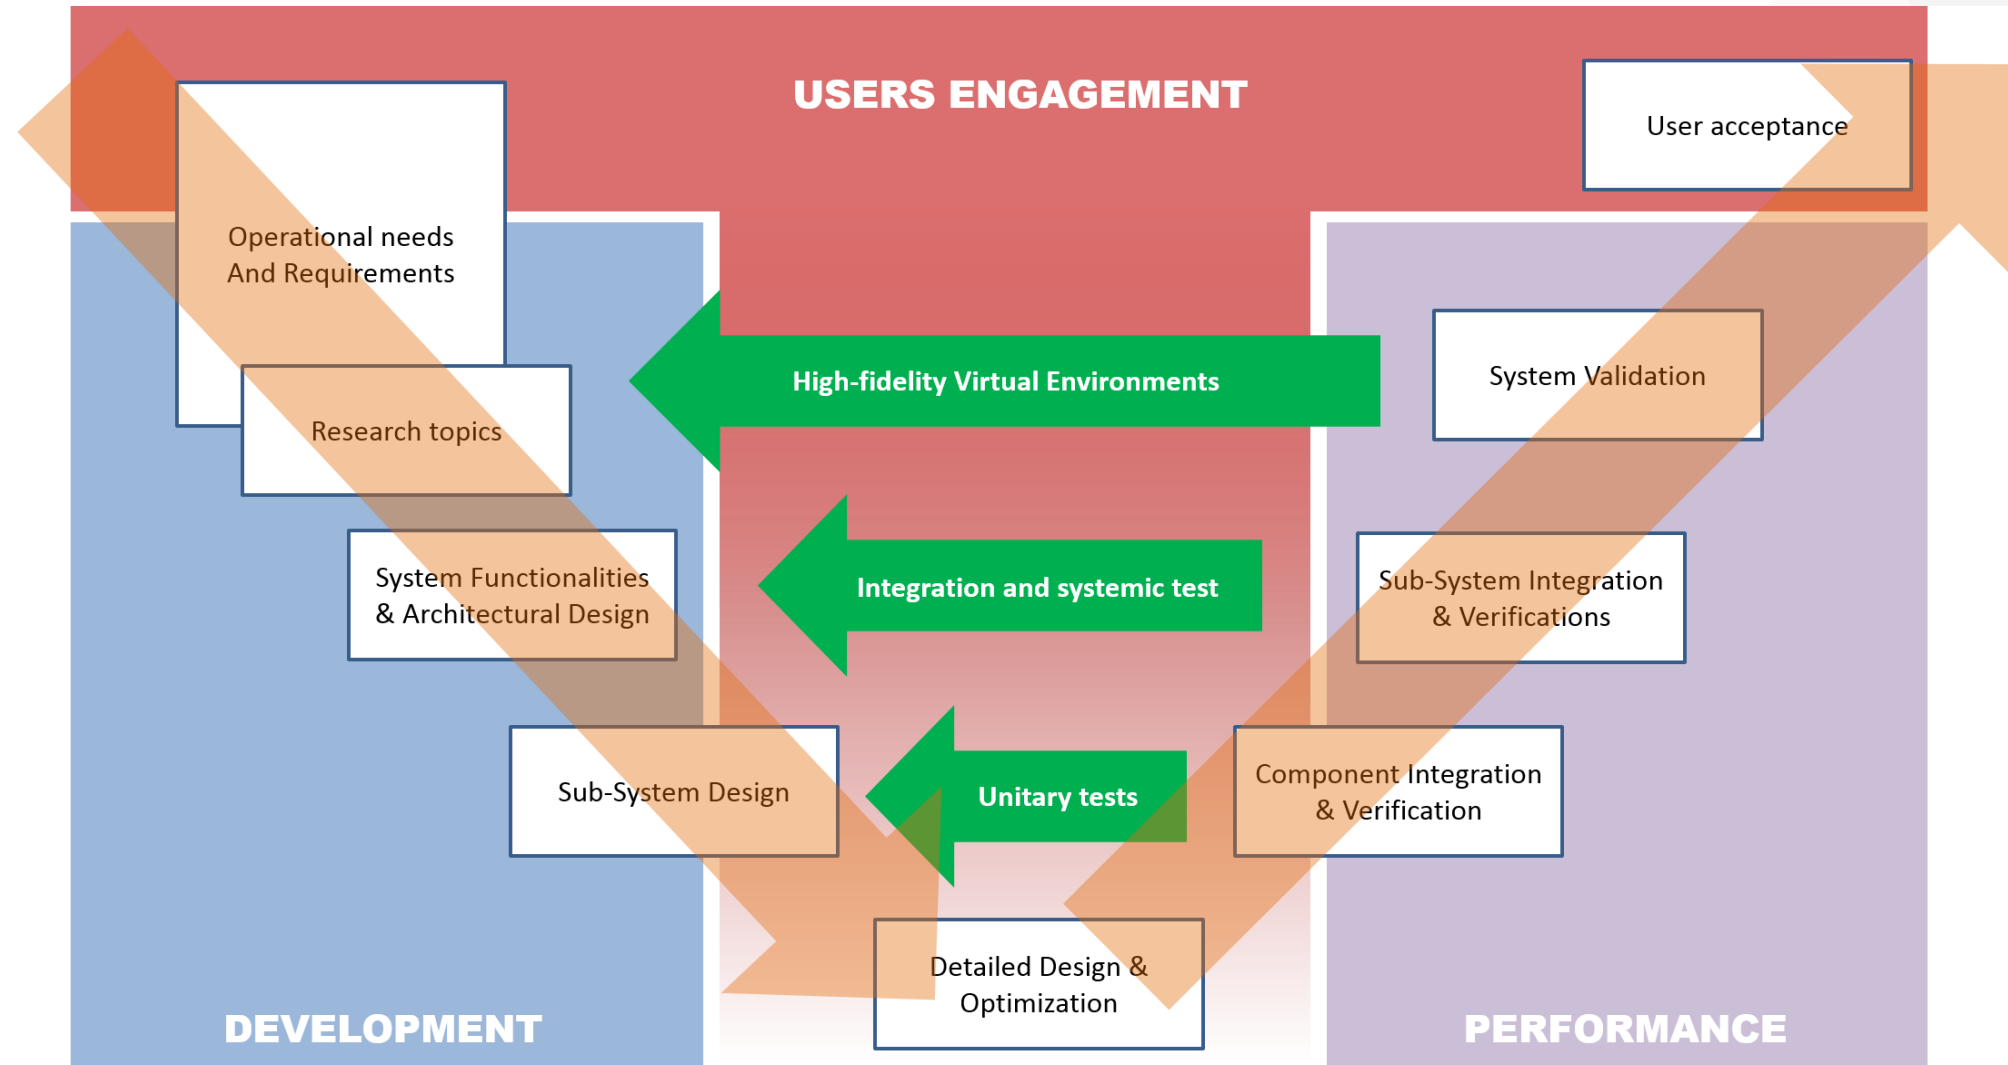 USERS ENGAGEMENT
User acceptance
Operational needs
And Requirements
High-fidelity Virtual Environments
System Validation
Research topics
System Functionalities
& Architectural Design
Integration and systemic test
Sub-System Integration
& Verifications
Sub-System Design
Unitary tests
Component Integration
& Verification
Detailed Design &
Optimization
DEVELOPMENT
PERFORMANCE